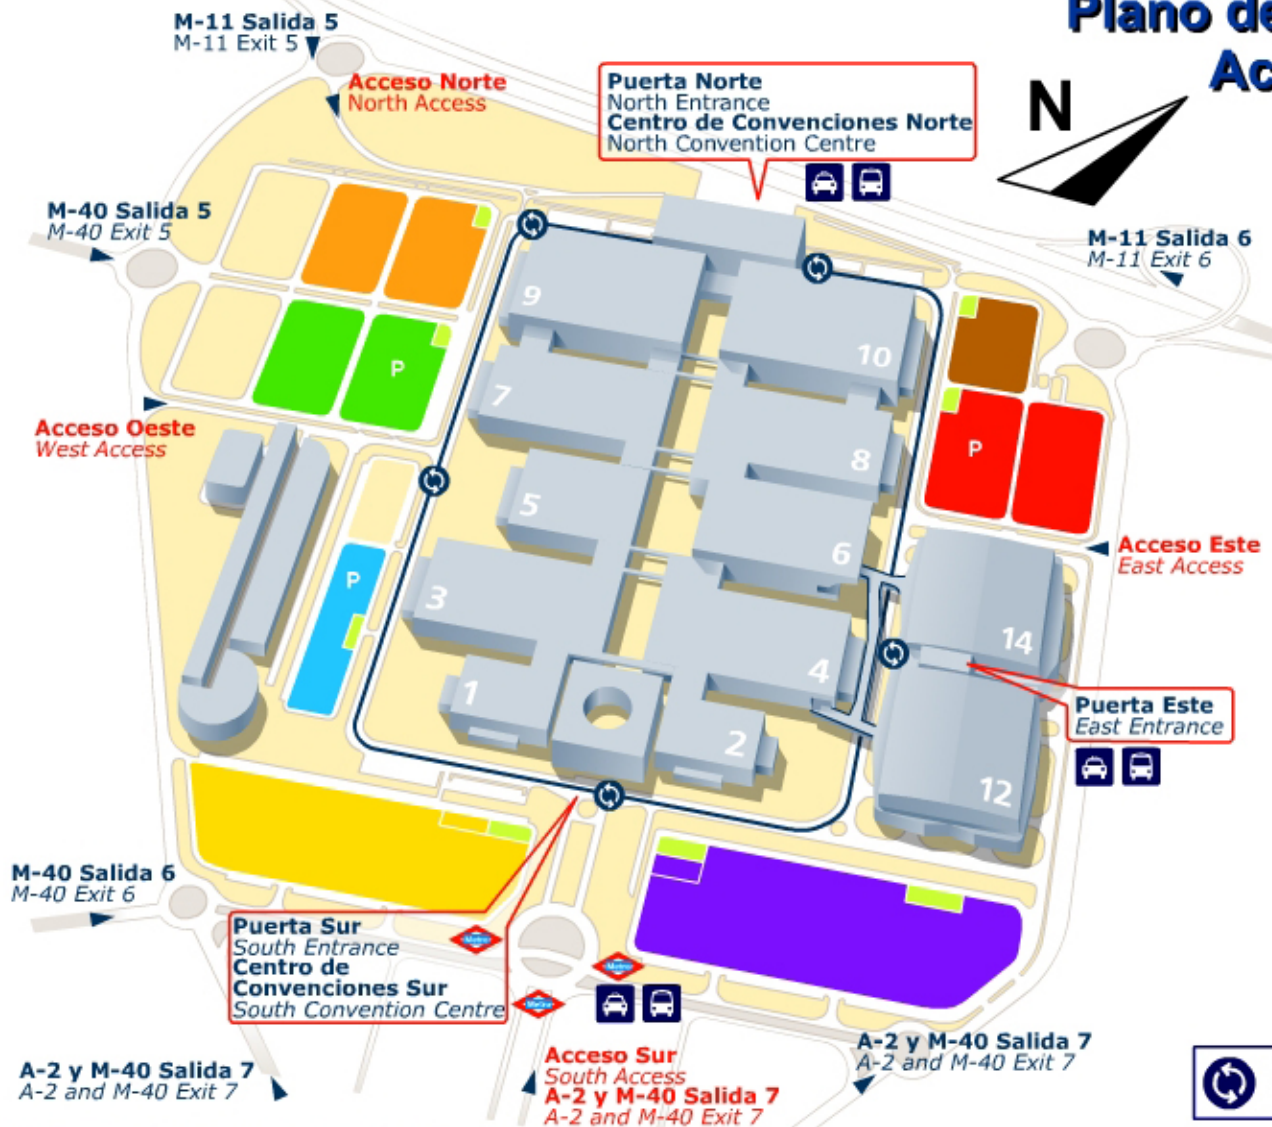 Plano de
Ac
M-11 Salida 5
M-11 Exit 5
Acceso Norte
North Access
Puerta Norte
North Entrance
Centro de Convenciones Norte
North Convention Centre
N
M-40 Salida 5
M-40 Exit 5
M-11 Salida 6
M-11 Exit 6
9
10
P
7
Acceso Oeste
West Access
8
P
5
6
Acceso Este
East Access
P
3
14
4
1
2
Puerta Este
East Entrance
12
M-40 Salida 6
M-40 Exit 6
Puerta Sur
South Entrance
Centro de
Convenciones Sur
South Convention Centre
Metro
Metro
Metro
A-2 y M-40 Salida 7
A-2 and M-40 Exit 7
Acceso Sur
South Access
A-2 y M-40 Salida 7
A-2 and M-40 Exit 7
A-2 y M-40 Salida 7
A-2 and M-40 Exit 7